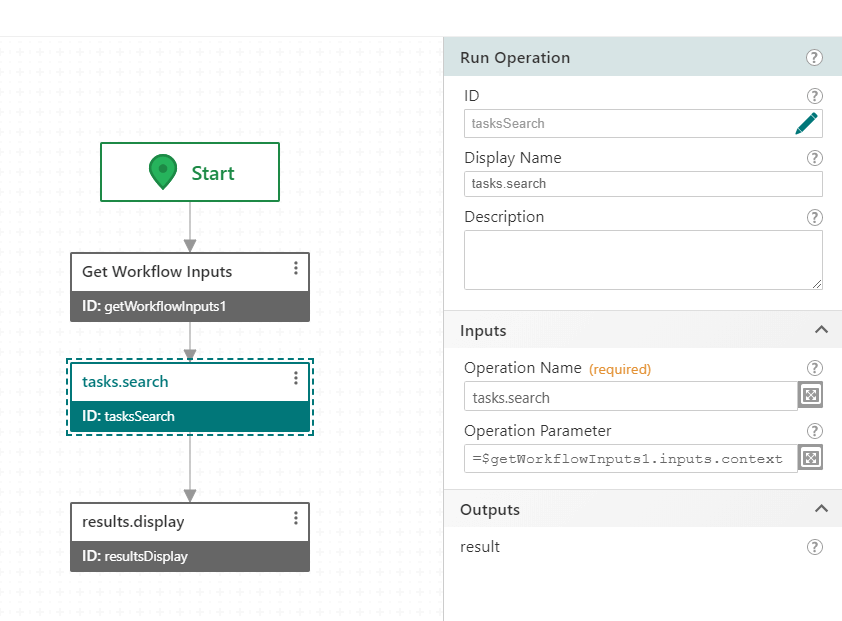 Start
Get Workflow Inputs
ID: getWorkflowInputs1
tasks.search
ID: tasksSearch
results.display
ID: resultsDisplay
Run Operation
ID
tasksSearch
Display Name
tasks.search
Description
Inputs
Operation Name (required)
tasks.search
Operation Parameter
=$getWorkflowInputs1.inputs.context
Outputs
result